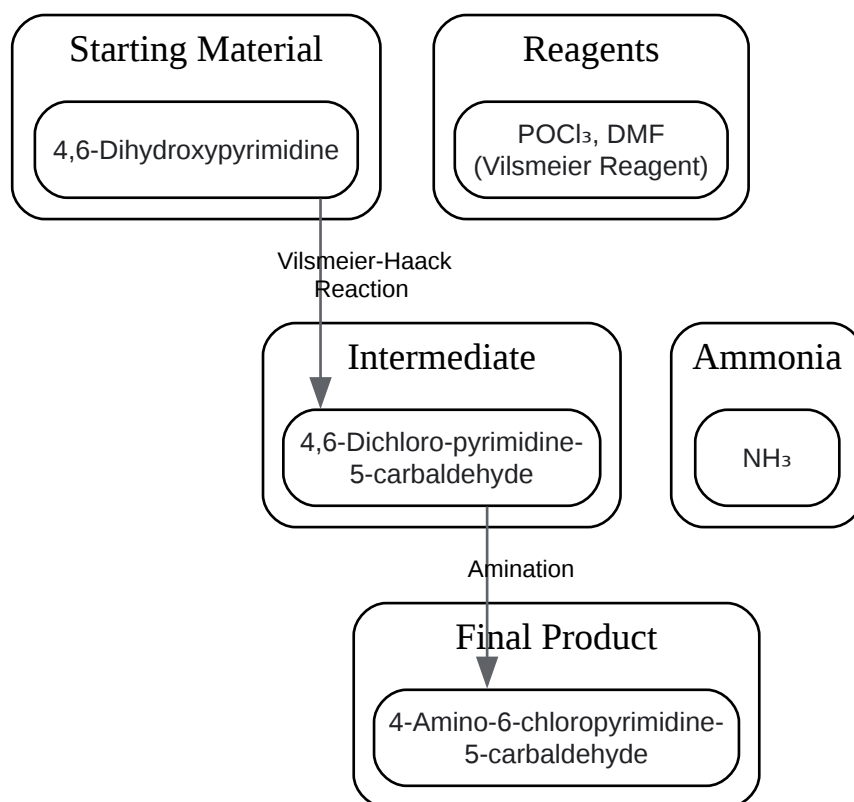 Starting Material
4,6-Dihydroxypyrimidine
Reagents
POCl₃, DMF
(Vilsmeier Reagent)
Vilsmeier-Haack
Reaction
Intermediate
4,6-Dichloro-pyrimidine-
5-carbaldehyde
Ammonia
NH₃
Amination
Final Product
4-Amino-6-chloropyrimidine-
5-carbaldehyde